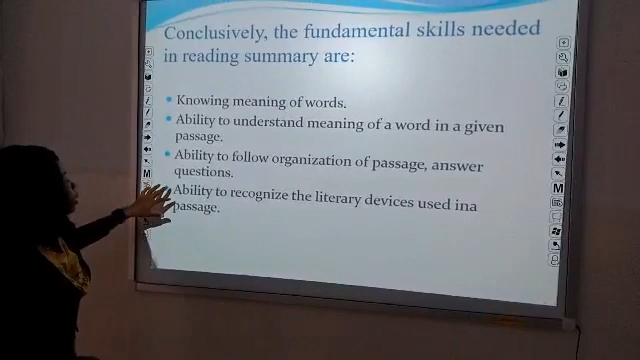 Conclusively, the fundamental skills needed
in reading summary are:
• Knowing meaning of words.
• Ability to understand meaning of a word in a given
passage.
• Ability to follow organization of passage, answer
questions.
Ability to recognize the literary devices used ina
passage.
M
M